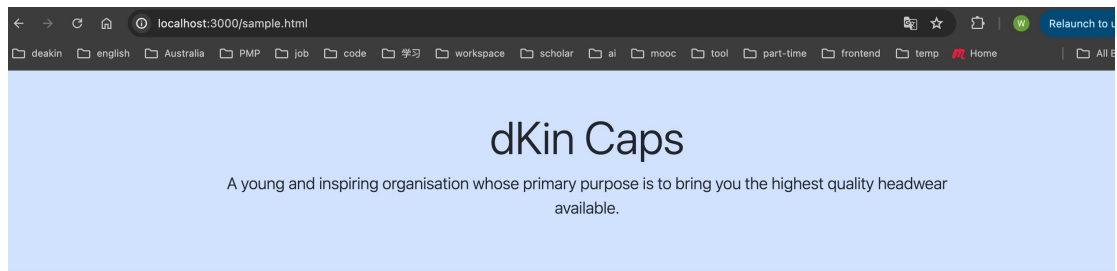 localhost:3000/sample.html
W
Relaunch to u
deakin english Australia PMP job code 学习 workspace scholar ai mooc tool part-time frontend temp Home All B
dKin Caps
A young and inspiring organisation whose primary purpose is to bring you the highest quality headwear
available.